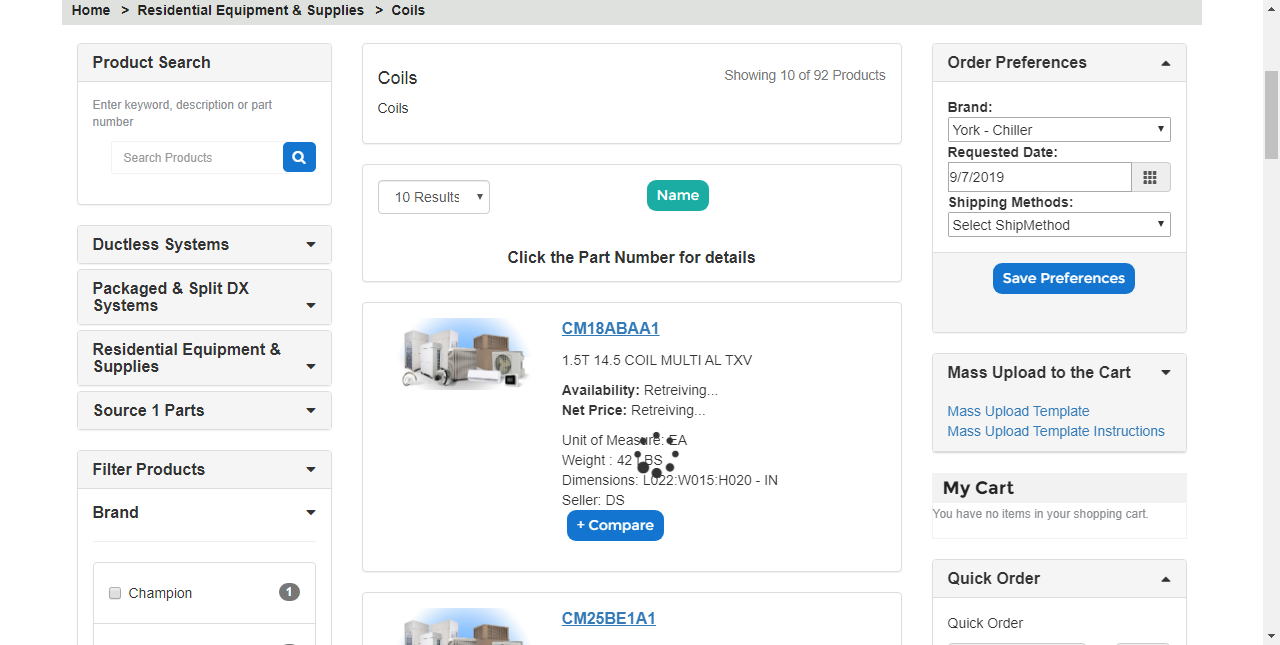 Home > Residential Equipment & Supplies > Coils
Product Search
Enter keyword, description or part
number
Search Products
Ductless Systems
Packaged & Split DX
Systems
Residential Equipment &
Supplies
Source 1 Parts
Filter Products
Brand
Champion
1
Coils
Showing 10 of 92 Products
Coils
10 Results
Name
Click the Part Number for details
CM18ABAA1
1.5T 14.5 COIL MULTI AL TXV
Availability: Retreiving...
Net Price: Retreiving...
Unit of Measure: EA
Weight : 42 LBS
Dimensions: L022:W015:H020 - IN
Seller: DS
+ Compare
CM25BE1A1
Order Preferences
Brand:
York - Chiller
Requested Date:
9/7/2019
Shipping Methods:
Select ShipMethod
Save Preferences
Mass Upload to the Cart
Mass Upload Template
Mass Upload Template Instructions
My Cart
You have no items in your shopping cart.
Quick Order
Quick Order